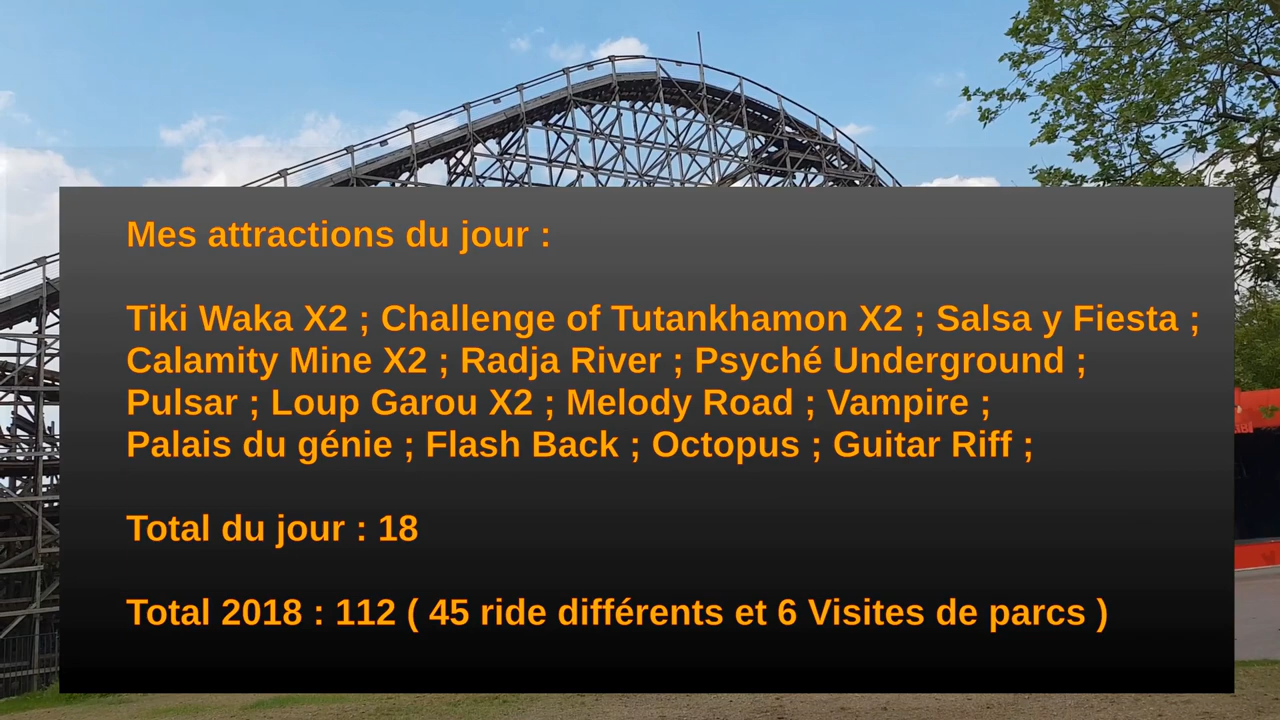 Mes attractions du jour :
Tiki Waka X2 ; Challenge of Tutankhamon X2 ; Salsa y Fiesta ;
Calamity Mine X2 ; Radja River ; Psyché Underground ;
Pulsar ; Loup Garou X2 ; Melody Road ; Vampire ;
Palais du génie ; Flash Back ; Octopus ; Guitar Riff ;
Total du jour : 18
Total 2018 : 112 ( 45 ride différents et 6 Visites de parcs )